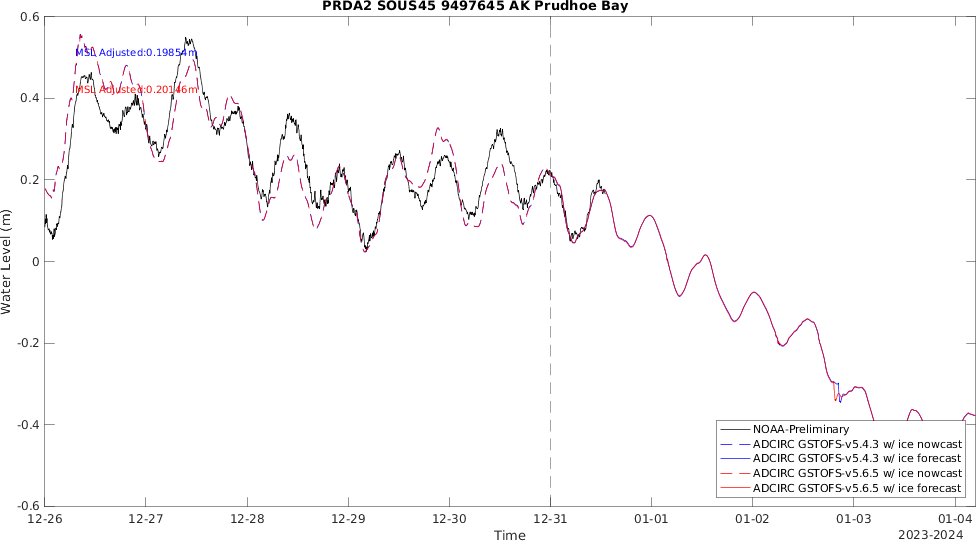 PRDA2 SOUS45 9497645 AK Prudhoe Bay
0.6
MSL Adjusted:0.19854m
MSL Adjusted:0.20146m
0.4
0.2
0
-0.2
-0.4
-0.6
Water Level (m)
NOAA-Preliminary
ADCIRC GSTOFS-v5.4.3 w/ ice nowcast
ADCIRC GSTOFS-v5.4.3 w/ ice forecast
ADCIRC GSTOFS-v5.6.5 w/ ice nowcast
ADCIRC GSTOFS-v5.6.5 w/ ice forecast
12-26 12-27 12-28 12-29 12-30 12-31 01-01 01-02 01-03 01-04
Time
2023-2024